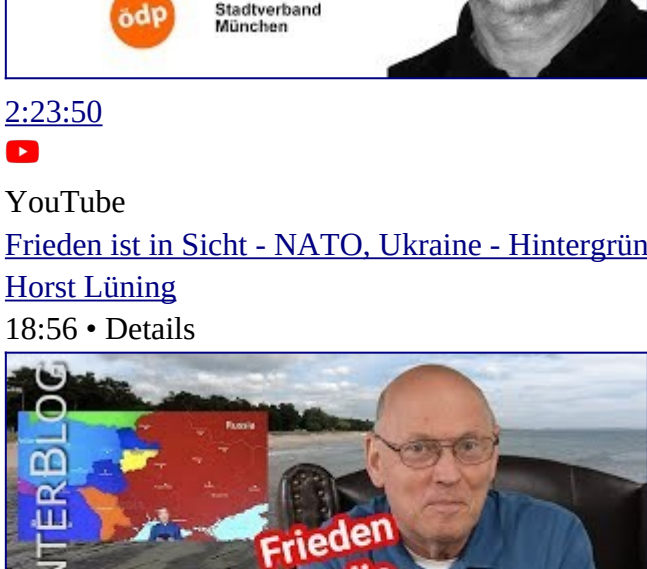 ödp
Stadtverband
München
2:23:50
YouTube
Frieden ist in Sicht - NATO, Ukraine - Hintergrün
Horst Lüning
18:56 • Details
NTERBLOG
Russia
Frieden